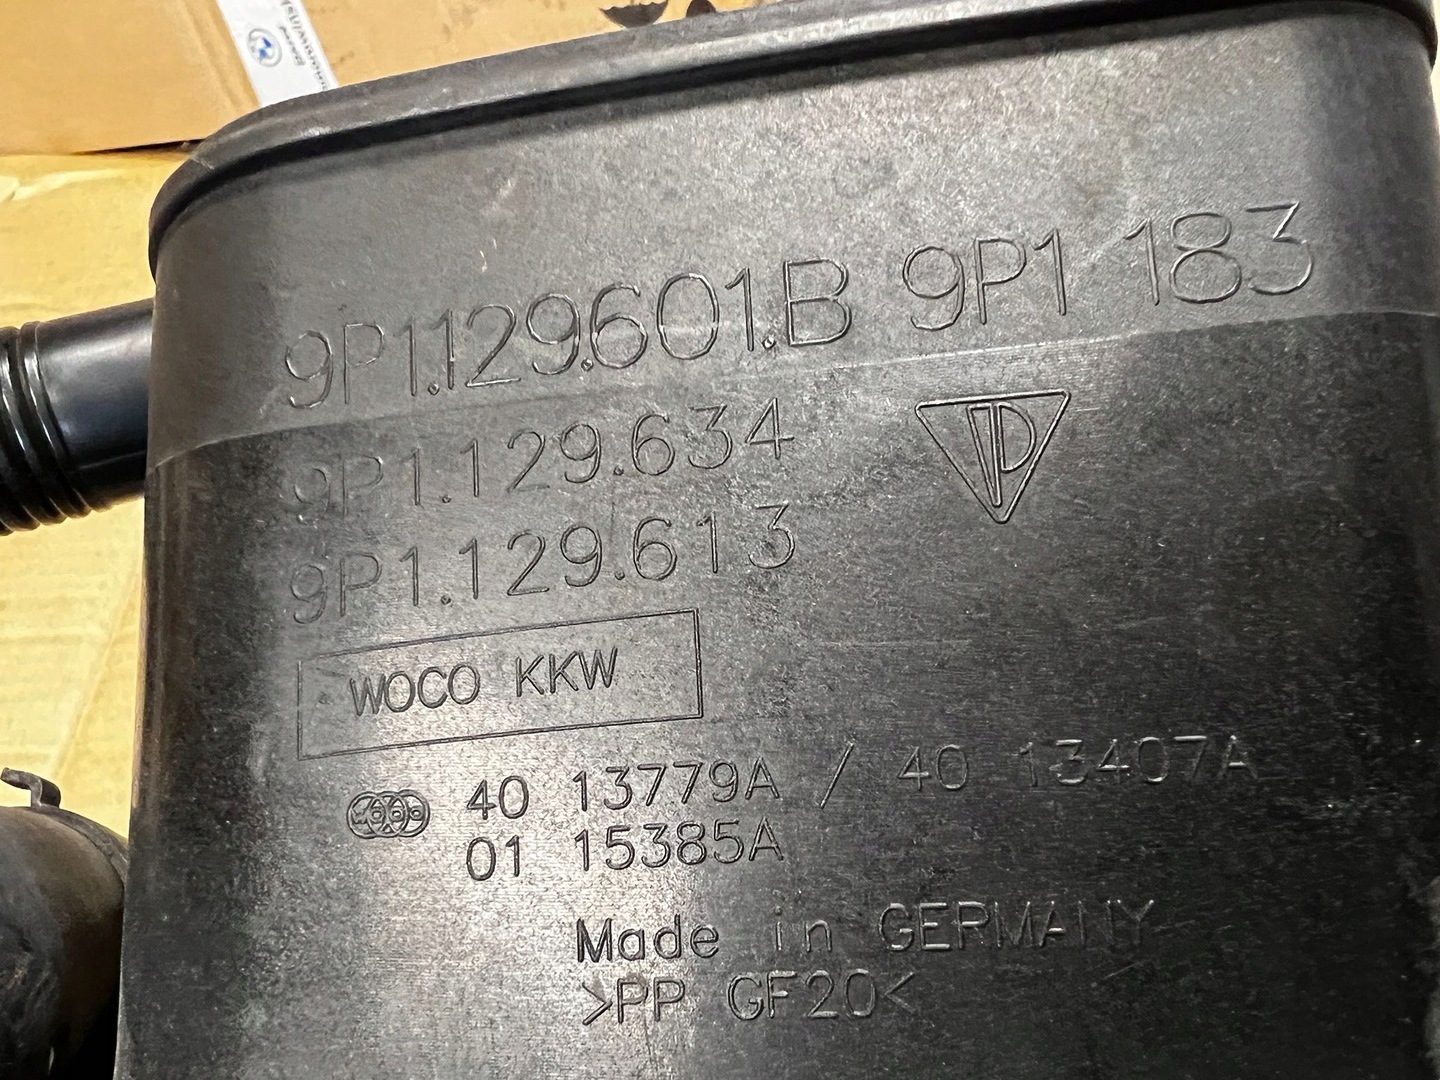 9P1.129.601.B 9P1 183
9P1.129.634
9P1.129.613
WOCO KKW
40 13779A / 40 13407A
01 15385A
Made in GERMANY
>PP GF20<